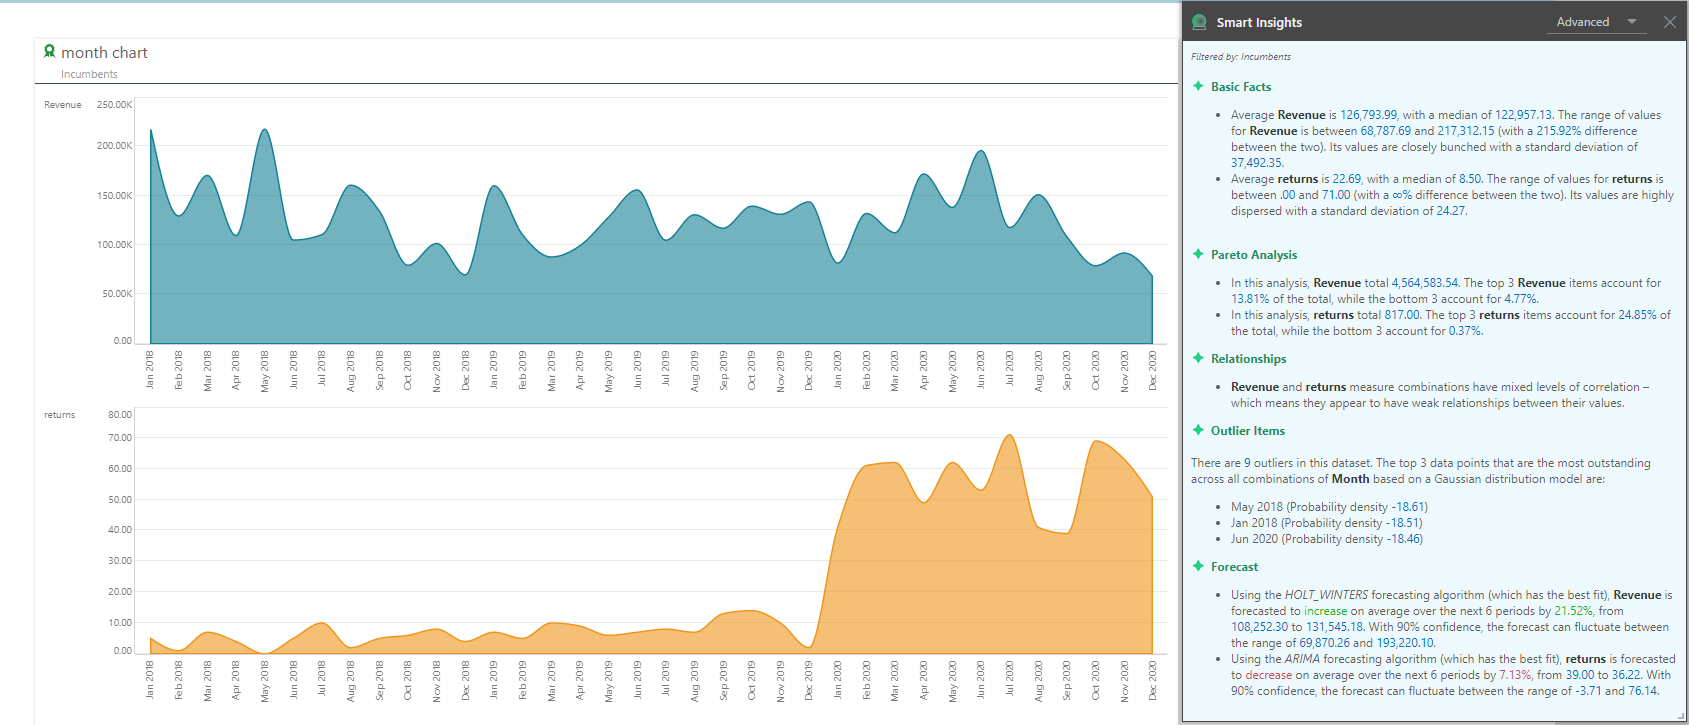 month chart
Incumbents
Revenue
250.00K
200.00K
150.00K
100.00K
50.00K
0.00
Jan 2018
Feb 2018
Mar 2018
Apr 2018
May 2018
Jun 2018
Jul 2018
Aug 2018
Sep 2018
Oct 2018
Nov 2018
Dec 2018
Jan 2019
Feb 2019
Mar 2019
Apr 2019
May 2019
Jun 2019
Jul 2019
Aug 2019
Sep 2019
Oct 2019
Nov 2019
Dec 2019
Jan 2020
Feb 2020
Mar 2020
Apr 2020
May 2020
Jun 2020
Jul 2020
Aug 2020
Sep 2020
Oct 2020
Nov 2020
Dec 2020
returns
80.00
70.00
60.00
50.00
40.00
30.00
20.00
10.00
0.00
Jan 2018
Feb 2018
Mar 2018
Apr 2018
May 2018
Jun 2018
Jul 2018
Aug 2018
Sep 2018
Oct 2018
Nov 2018
Dec 2018
Jan 2019
Feb 2019
Mar 2019
Apr 2019
May 2019
Jun 2019
Jul 2019
Aug 2019
Sep 2019
Oct 2019
Nov 2019
Dec 2019
Jan 2020
Feb 2020
Mar 2020
Apr 2020
May 2020
Jun 2020
Jul 2020
Aug 2020
Sep 2020
Oct 2020
Nov 2020
Dec 2020
Smart Insights
Advanced
Filtered by: Incumbents
Basic Facts
• Average Revenue is 126,793.99, with a median of 122,957.13. The range of values
for Revenue is between 68,787.69 and 217,312.15 (with a 215.92% difference
between the two). Its values are closely bunched with a standard deviation of
37,492.35.
• Average returns is 22.69, with a median of 8.50. The range of values for returns is
between .00 and 71.00 (with a ∞% difference between the two). Its values are highly
dispersed with a standard deviation of 24.27.
Pareto Analysis
• In this analysis, Revenue total 4,564,583.54. The top 3 Revenue items account for
13.81% of the total, while the bottom 3 account for 4.77%.
• In this analysis, returns total 817.00. The top 3 returns items account for 24.85% of
the total, while the bottom 3 account for 0.37%.
Relationships
• Revenue and returns measure combinations have mixed levels of correlation –
which means they appear to have weak relationships between their values.
Outlier Items
There are 9 outliers in this dataset. The top 3 data points that are the most outstanding
across all combinations of Month based on a Gaussian distribution model are:
• May 2018 (Probability density -18.61)
• Jan 2018 (Probability density -18.51)
• Jun 2020 (Probability density -18.46)
Forecast
• Using the HOLT_WINTERS forecasting algorithm (which has the best fit), Revenue is
forecasted to increase on average over the next 6 periods by 21.52%, from
108,252.30 to 131,545.18. With 90% confidence, the forecast can fluctuate between
the range of 69,870.26 and 193,220.10.
• Using the ARIMA forecasting algorithm (which has the best fit), returns is forecasted
to decrease on average over the next 6 periods by 7.13%, from 39.00 to 36.22. With
90% confidence, the forecast can fluctuate between the range of -3.71 and 76.14.